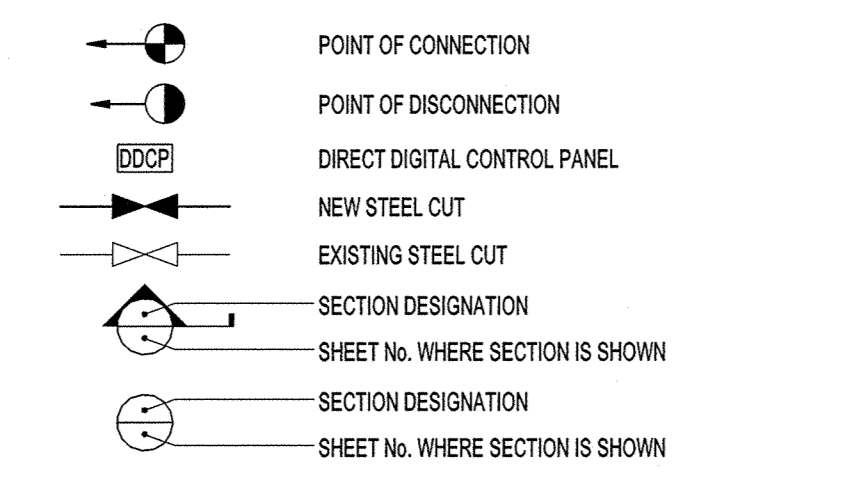 POINT OF CONNECTION
POINT OF DISCONNECTION
DDCP DIRECT DIGITAL CONTROL PANEL
NEW STEEL CUT
EXISTING STEEL CUT
SECTION DESIGNATION
SHEET No. WHERE SECTION IS SHOWN
SECTION DESIGNATION
SHEET No. WHERE SECTION IS SHOWN